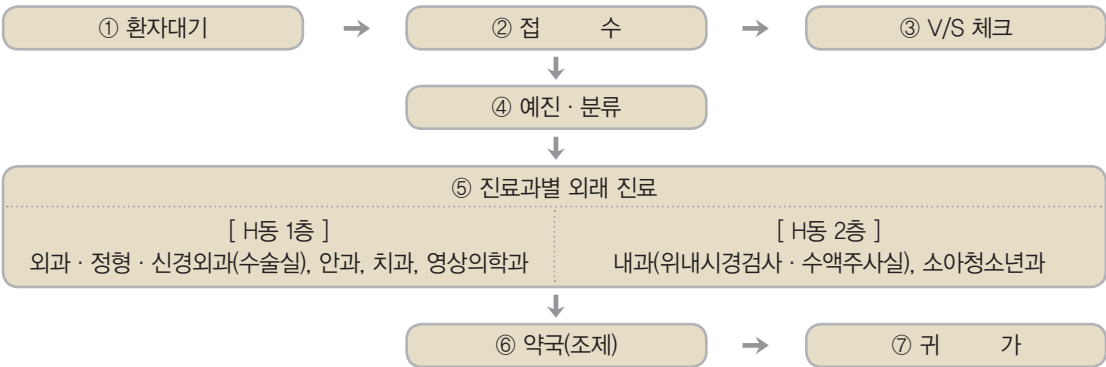 ① 환자대기
② 접 수
③ V/S 체크
④ 예진 · 분류
⑤ 진료과별 외래 진료
[ H동 1층 ]
외과 · 정형 · 신경외과(수술실), 안과, 치과, 영상의학과
[ H동 2층 ]
내과(위내시경검사 · 수액주사실), 소아청소년과
⑥ 약국(조제)
⑦ 귀 가